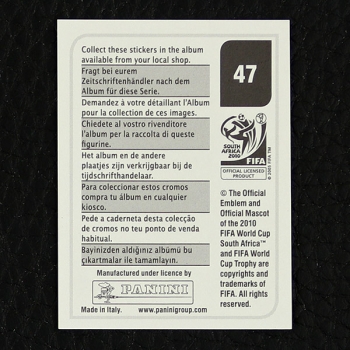 Collect these stickers in the album
available from your local shop.
Fragt bei eurem
Zeitschriftenhändler nach dem
Album für diese Serie.
Demandez à votre détaillant l'Album
pour la collection de ces images.
Chiedete al vostro rivenditore
l'album per la raccolta di queste
figurine.
Het album en de andere
plaatjes zijn verkrijgbaar bij de
tijdschrifthandelaar.
Para coleccionar estos cromos
compra tu álbum en cualquier
kiosco.
Pede a caderneta desta colecção
de cromos no teu ponto de venda
habitual.
Bayinizden aldığınız albümü bu
çıkartmalar ile tamamlayın.
Manufactured under licence by
PANINI
Made in Italy. www.paninigroup.com
47
SOUTH AFRICA
2010
FIFA
© 2005 FIFA TM
OFFICIAL LICENSED
PRODUCT
© The Official
Emblem and
Official Mascot
of the 2010
FIFA World Cup
South Africa™
and FIFA World
Cup Trophy are
copyrights and
trademarks of
FIFA. All rights
reserved.